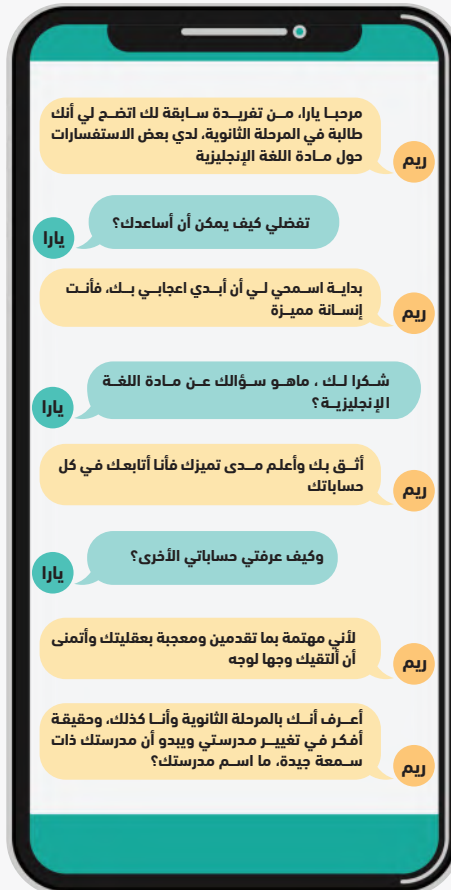 مرحبا يارا، من تغريدة سابقة لك اتضح لي أنك
طالبة في المرحلة الثانوية، لدي بعض الاستفسارات
حول مادة اللغة الإنجليزية
ريم
تفضلي كيف يمكن أن أساعدك؟
يارا
بداية اسمحي لي أن أبدي اعجابي بك، فأنت
إنسانة مميزة
ريم
شكرا لك ، ماهو سؤالك عن مادة اللغة
الإنجليزية؟
يارا
أثق بك وأعلم مدى تميزك فأنا أتابعك في كل
حساباتك
ريم
وكيف عرفتي حساباتي الأخرى؟
يارا
لأني مهتمة بما تقدمين ومعجبة بعقليتك وأتمنى
أن ألتقيك وجها لوجه
ريم
أعرف أنك بالمرحلة الثانوية وأنا كذلك، وحقيقة
أفكر في تغيير مدرستي ويبدو أن مدرستك ذات
سمعة جيدة، ما اسم مدرستك؟
ريم